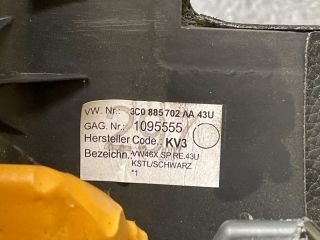 VW. Nr.: 3C0 885 702 AA 43U
GAG. Nr.: 1095555
Hersteller Code.: KV3
Bezeichn. VW46X SP RE.43U
KSTL/SCHWARZ
*1